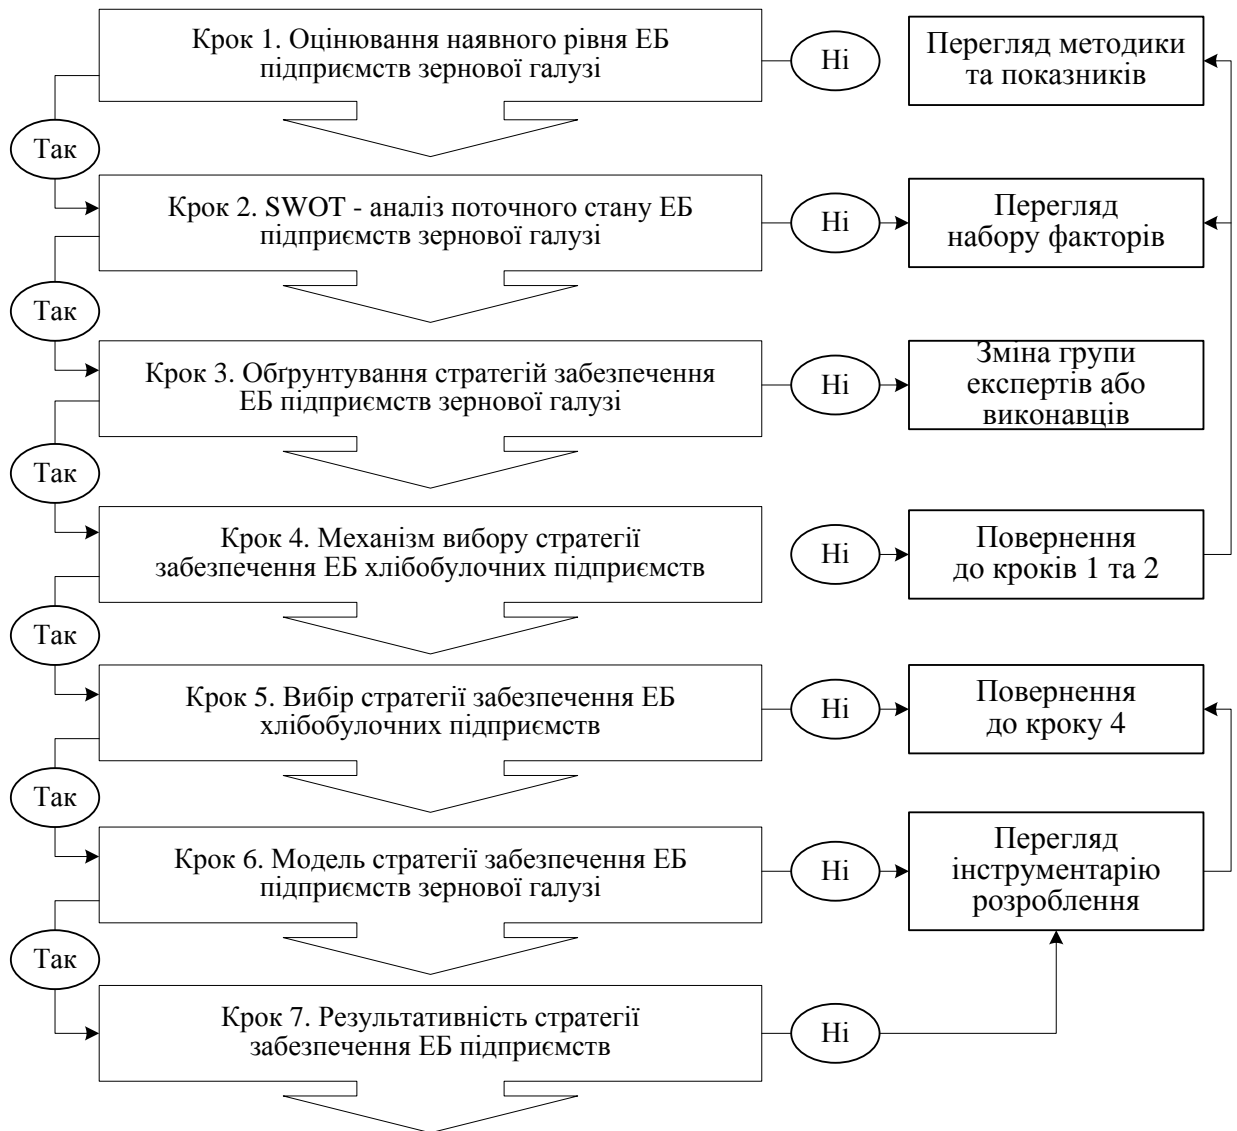 Крок 1. Оцінювання наявного рівня ЕБ
підприємств зернової галузі
Ні
Перегляд методики
та показників
Так
Крок 2. SWOT - аналіз поточного стану ЕБ
підприємств зернової галузі
Ні
Перегляд
набору факторів
Так
Крок 3. Обґрунтування стратегій забезпечення
ЕБ підприємств зернової галузі
Ні
Зміна групи
експертів або
виконавців
Так
Крок 4. Механізм вибору стратегії
забезпечення ЕБ хлібобулочних підприємств
Ні
Повернення
до кроків 1 та 2
Так
Крок 5. Вибір стратегії забезпечення ЕБ
хлібобулочних підприємств
Ні
Повернення
до кроку 4
Так
Крок 6. Модель стратегії забезпечення ЕБ
підприємств зернової галузі
Ні
Перегляд
інструментарію
розроблення
Так
Крок 7. Результативність стратегії
забезпечення ЕБ підприємств
Ні